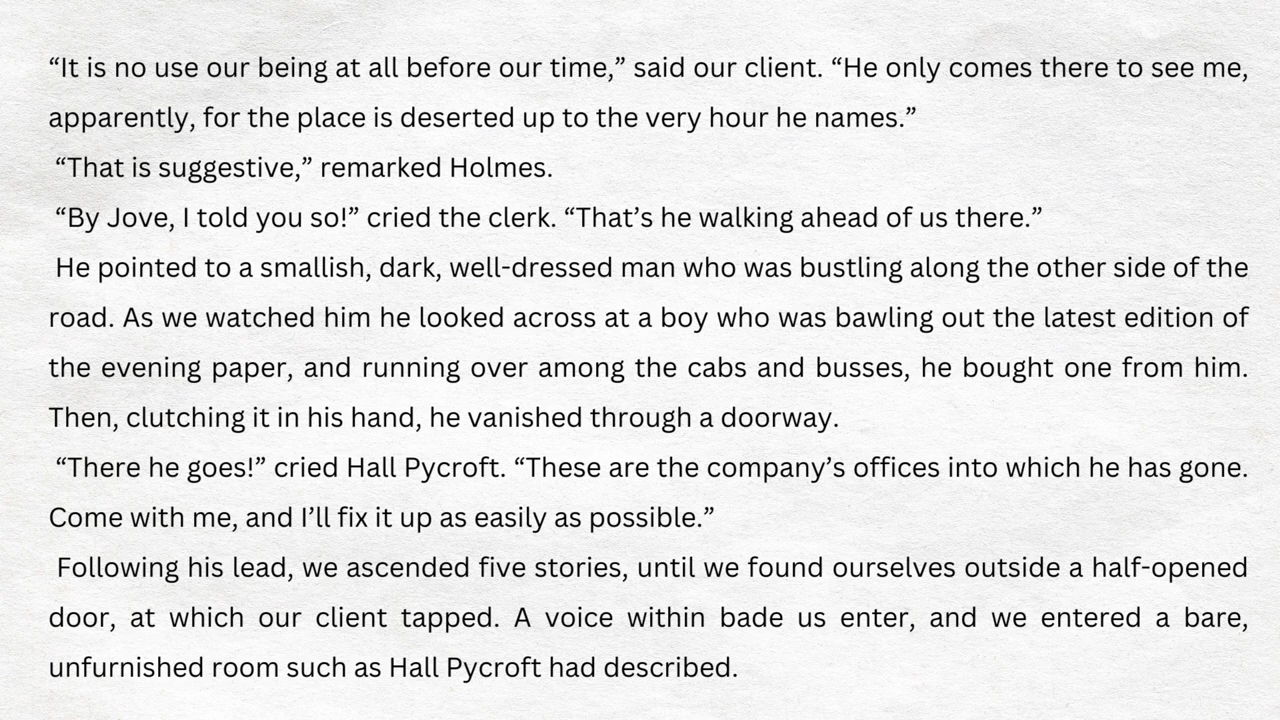 “It is no use our being at all before our time,” said our client. “He only comes there to see me,
apparently, for the place is deserted up to the very hour he names.”
“That is suggestive,” remarked Holmes.
“By Jove, I told you so!” cried the clerk. “That’s he walking ahead of us there.”
He pointed to a smallish, dark, well-dressed man who was bustling along the other side of the
road. As we watched him he looked across at a boy who was bawling out the latest edition of
the evening paper, and running over among the cabs and busses, he bought one from him.
Then, clutching it in his hand, he vanished through a doorway.
“There he goes!” cried Hall Pycroft. “These are the company’s offices into which he has gone.
Come with me, and I’ll fix it up as easily as possible.”
Following his lead, we ascended five stories, until we found ourselves outside a half-opened
door, at which our client tapped. A voice within bade us enter, and we entered a bare,
unfurnished room such as Hall Pycroft had described.